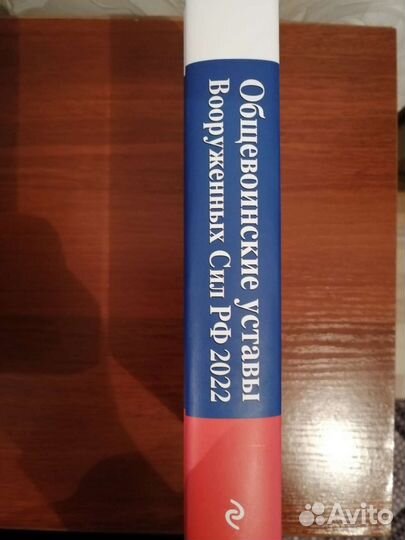 Общевоинские уставы
Вооруженных Сил РФ 2022
Avito